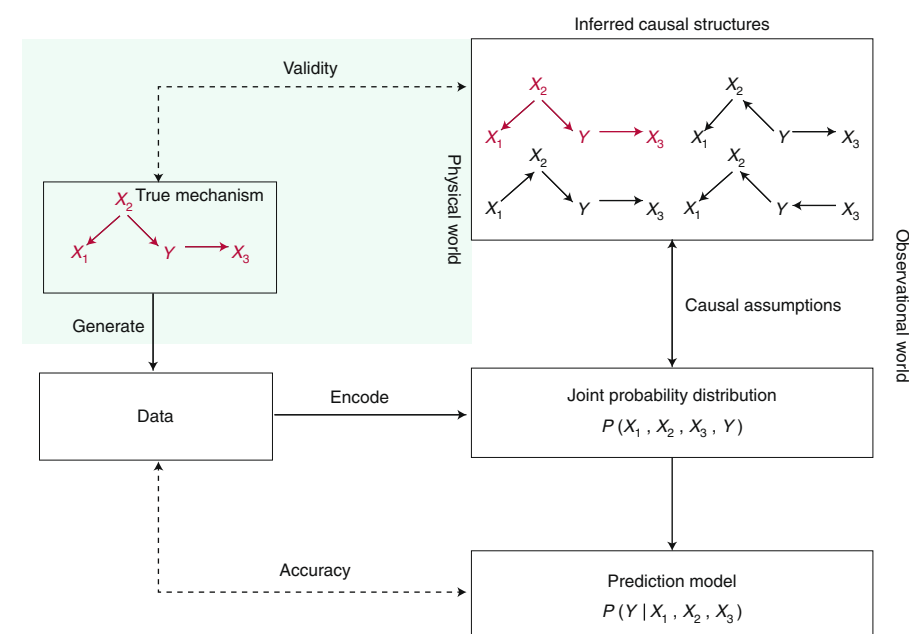 Inferred causal structures
Validity
X2
X1 Y X3
X2
X1 Y X3
X2
X1 Y X3
X2
X1 Y X3
Physical world
True mechanism
X2
X1 Y X3
Observational world
Generate
Causal assumptions
Data
Encode
Joint probability distribution
P (X1 , X2 , X3 , Y)
Accuracy
Prediction model
P (Y | X1 , X2 , X3)